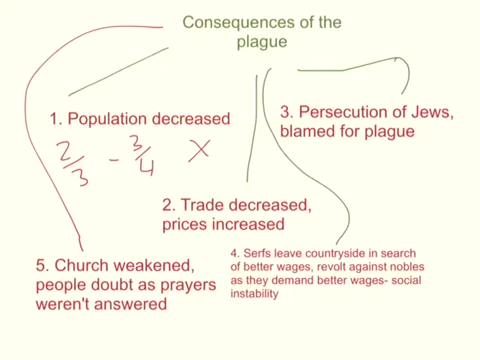 Consequences of the
plague
1. Population decreased
2/3 - 3/4 X
3. Persecution of Jews,
blamed for plague
2. Trade decreased,
prices increased
4. Serfs leave countryside in search
of better wages, revolt against nobles
as they demand better wages- social
instability
5. Church weakened,
people doubt as prayers
weren't answered